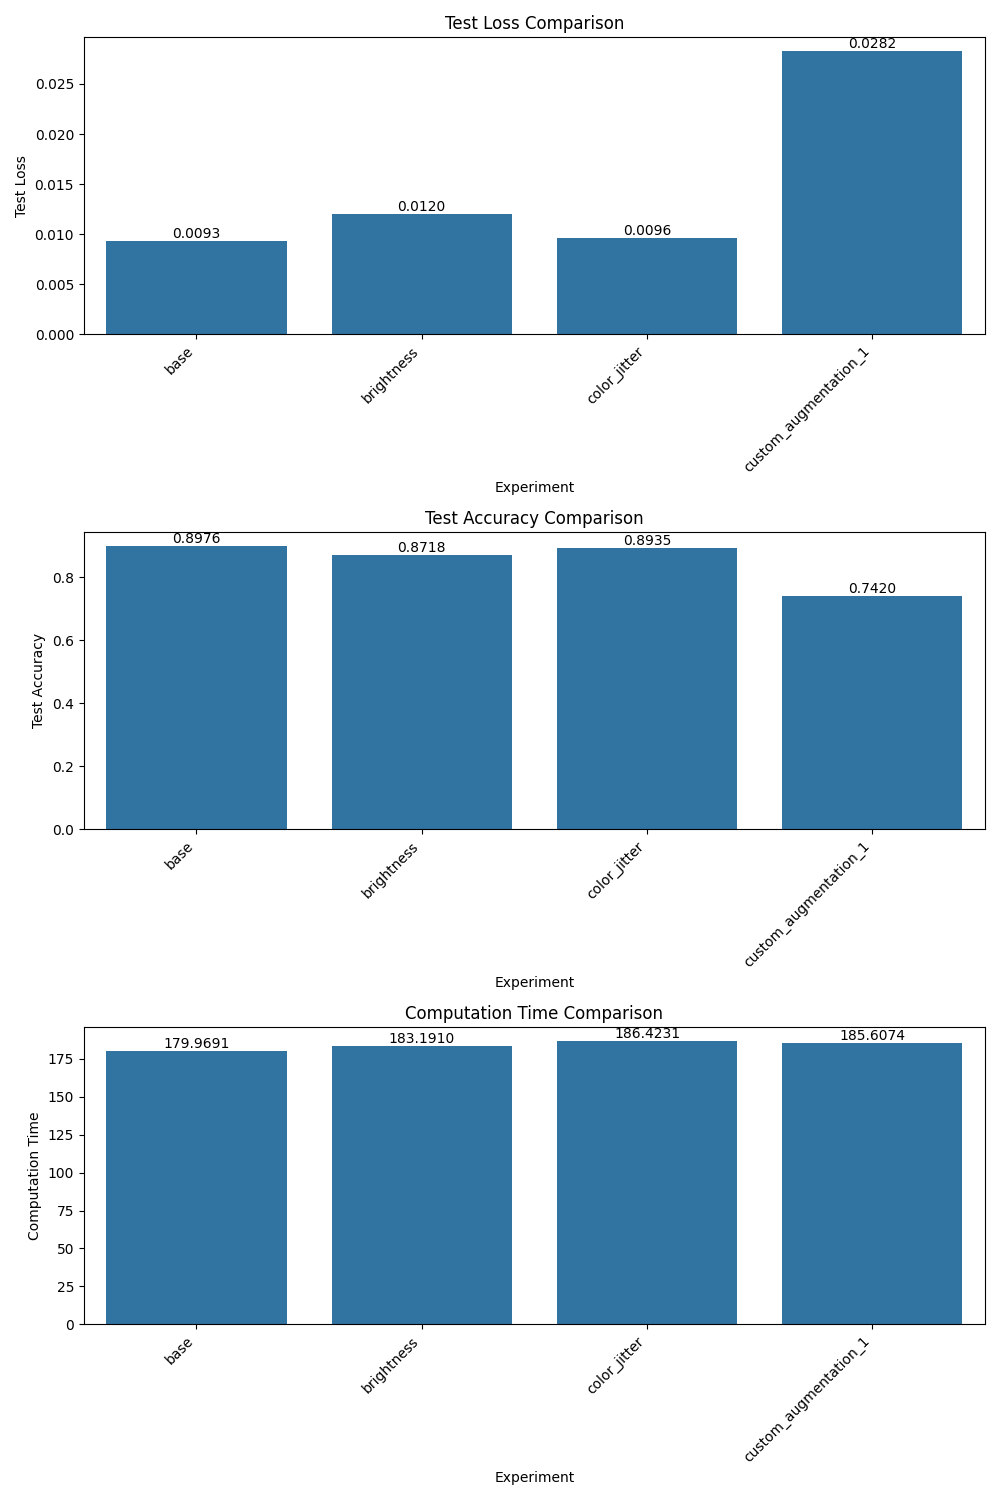 Test Loss Comparison
Test Loss
0.025
0.020
0.015
0.010
0.005
0.000
0.0093
0.0120
0.0096
0.0282
base
brightness
color_jitter
custom_augmentation_1
Experiment
Test Accuracy Comparison
Test Accuracy
0.8
0.6
0.4
0.2
0.0
0.8976
0.8718
0.8935
0.7420
base
brightness
color_jitter
custom_augmentation_1
Experiment
Computation Time Comparison
Computation Time
175
150
125
100
75
50
25
0
179.9691
183.1910
186.4231
185.6074
base
brightness
color_jitter
custom_augmentation_1
Experiment